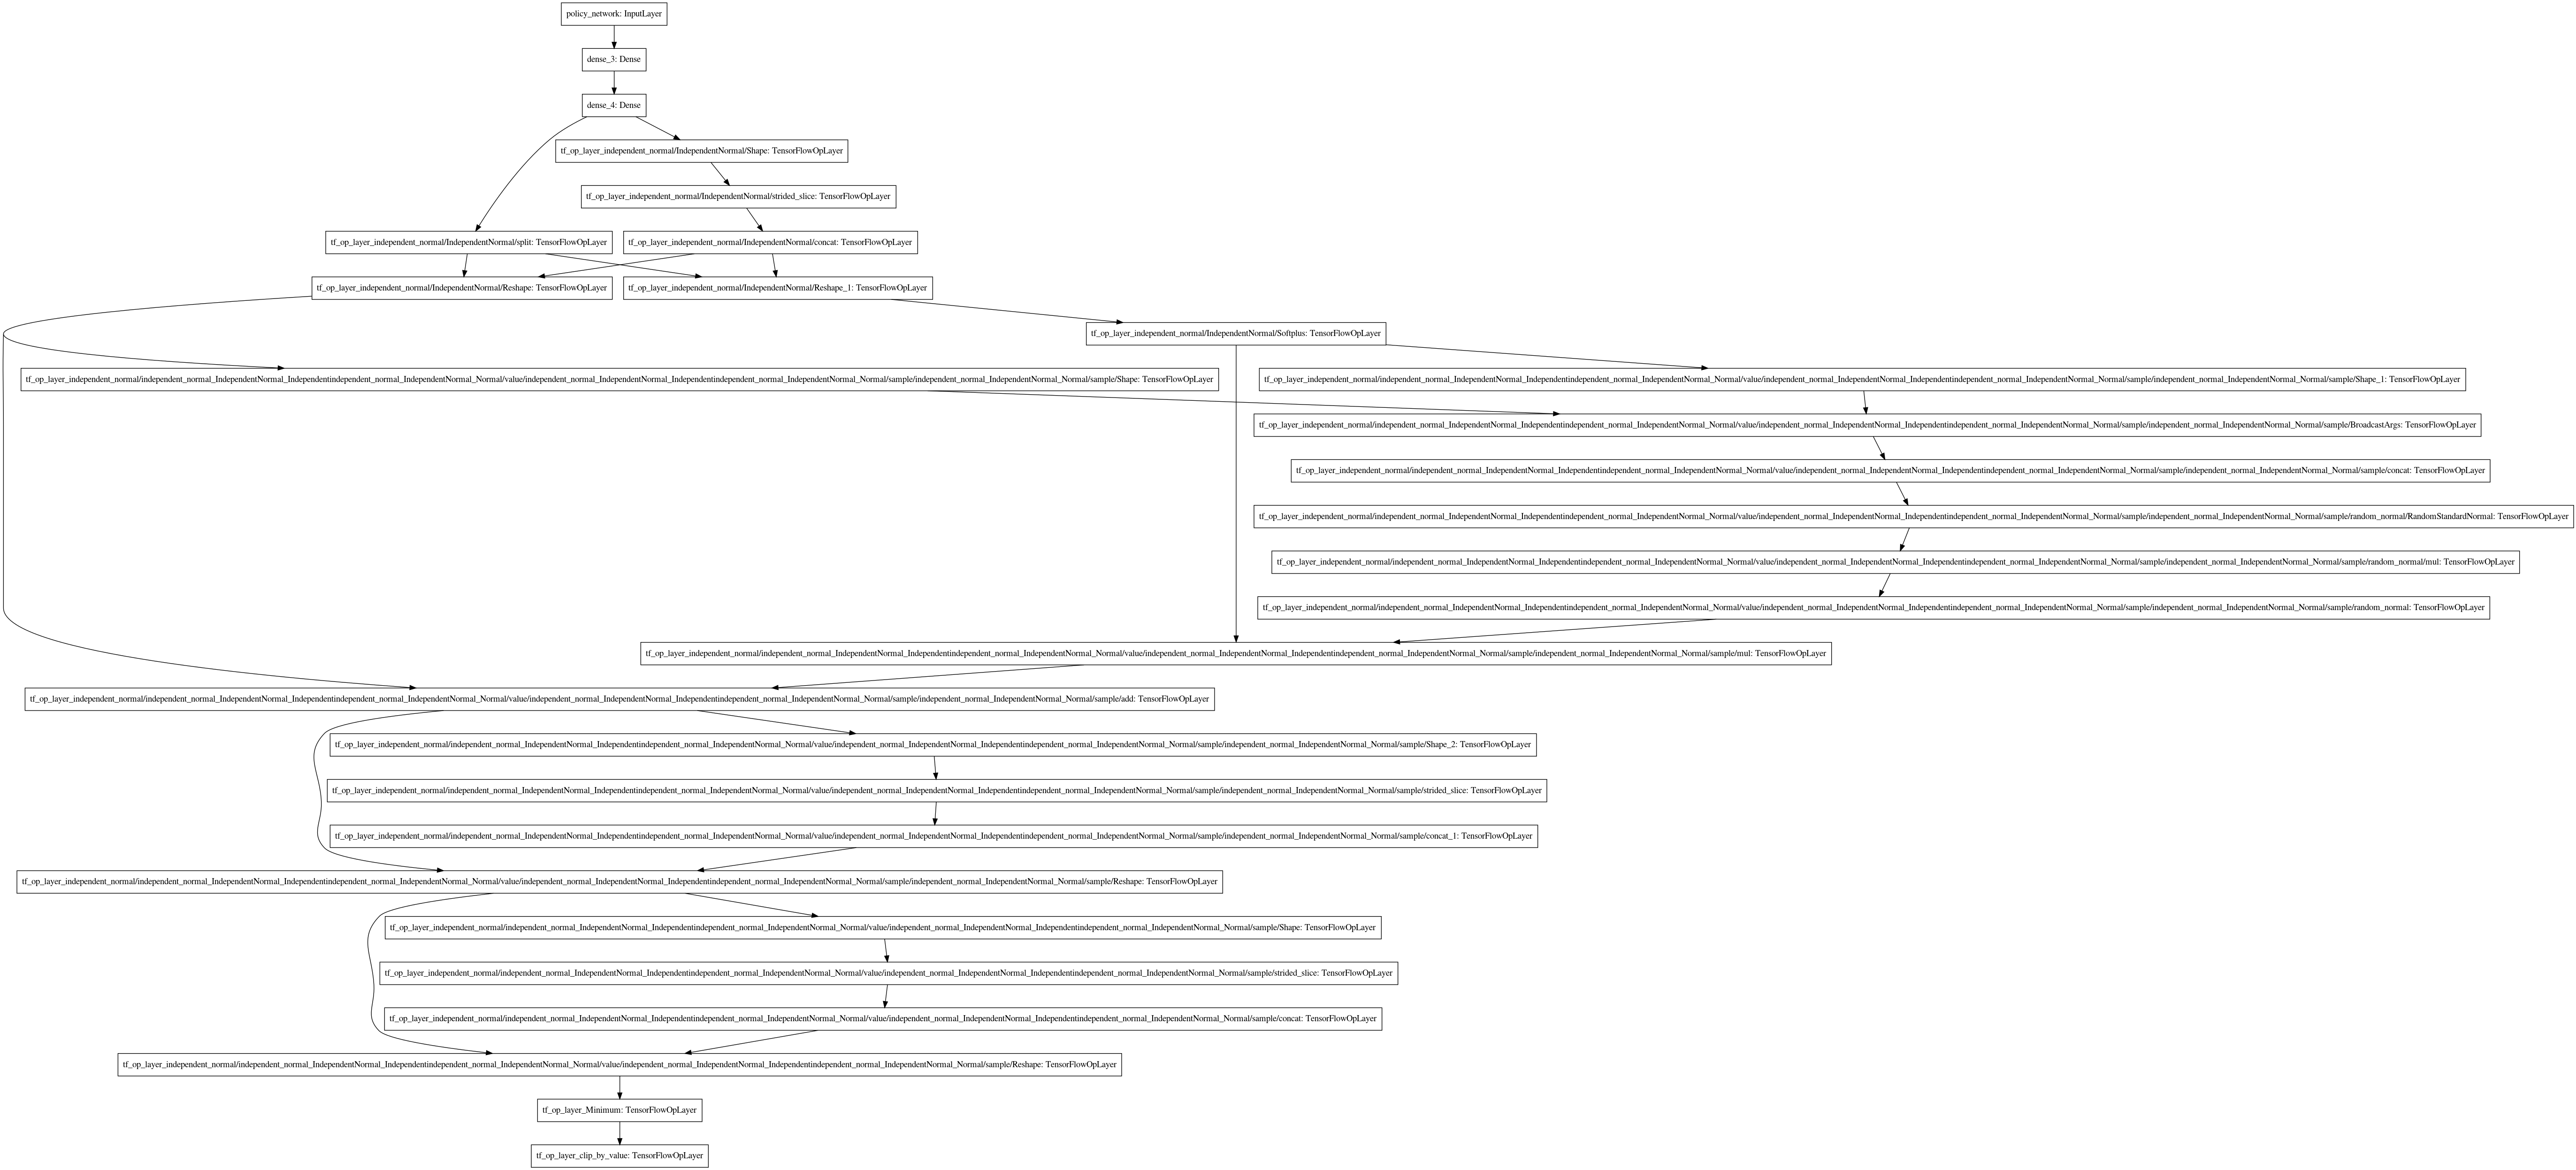 policy_network: InputLayer
dense_3: Dense
dense_4: Dense
tf_op_layer_independent_normal/IndependentNormal/Shape: TensorFlowOpLayer
tf_op_layer_independent_normal/IndependentNormal/strided_slice: TensorFlowOpLayer
tf_op_layer_independent_normal/IndependentNormal/split: TensorFlowOpLayer
tf_op_layer_independent_normal/IndependentNormal/concat: TensorFlowOpLayer
tf_op_layer_independent_normal/IndependentNormal/Reshape: TensorFlowOpLayer
tf_op_layer_independent_normal/IndependentNormal/Reshape_1: TensorFlowOpLayer
tf_op_layer_independent_normal/IndependentNormal/Softplus: TensorFlowOpLayer
tf_op_layer_independent_normal/independent_normal_IndependentNormal_Independentindependent_normal_IndependentNormal_Normal/value/independent_normal_IndependentNormal_Independentindependent_normal_IndependentNormal_Normal/sample/independent_normal_IndependentNormal_Normal/sample/Shape: TensorFlowOpLayer
tf_op_layer_independent_normal/independent_normal_IndependentNormal_Independentindependent_normal_IndependentNormal_Normal/value/independent_normal_IndependentNormal_Independentindependent_normal_IndependentNormal_Normal/sample/independent_normal_IndependentNormal_Normal/sample/Shape_1: TensorFlowOpLayer
tf_op_layer_independent_normal/independent_normal_IndependentNormal_Independentindependent_normal_IndependentNormal_Normal/value/independent_normal_IndependentNormal_Independentindependent_normal_IndependentNormal_Normal/sample/independent_normal_IndependentNormal_Normal/sample/BroadcastArgs: TensorFlowOpLayer
tf_op_layer_independent_normal/independent_normal_IndependentNormal_Independentindependent_normal_IndependentNormal_Normal/value/independent_normal_IndependentNormal_Independentindependent_normal_IndependentNormal_Normal/sample/independent_normal_IndependentNormal_Normal/sample/concat: TensorFlowOpLayer
tf_op_layer_independent_normal/independent_normal_IndependentNormal_Independentindependent_normal_IndependentNormal_Normal/value/independent_normal_IndependentNormal_Independentindependent_normal_IndependentNormal_Normal/sample/independent_normal_IndependentNormal_Normal/sample/random_normal/RandomStandardNormal: TensorFlowOpLayer
tf_op_layer_independent_normal/independent_normal_IndependentNormal_Independentindependent_normal_IndependentNormal_Normal/value/independent_normal_IndependentNormal_Independentindependent_normal_IndependentNormal_Normal/sample/independent_normal_IndependentNormal_Normal/sample/random_normal/mul: TensorFlowOpLayer
tf_op_layer_independent_normal/independent_normal_IndependentNormal_Independentindependent_normal_IndependentNormal_Normal/value/independent_normal_IndependentNormal_Independentindependent_normal_IndependentNormal_Normal/sample/independent_normal_IndependentNormal_Normal/sample/random_normal: TensorFlowOpLayer
tf_op_layer_independent_normal/independent_normal_IndependentNormal_Independentindependent_normal_IndependentNormal_Normal/value/independent_normal_IndependentNormal_Independentindependent_normal_IndependentNormal_Normal/sample/independent_normal_IndependentNormal_Normal/sample/mul: TensorFlowOpLayer
tf_op_layer_independent_normal/independent_normal_IndependentNormal_Independentindependent_normal_IndependentNormal_Normal/value/independent_normal_IndependentNormal_Independentindependent_normal_IndependentNormal_Normal/sample/independent_normal_IndependentNormal_Normal/sample/add: TensorFlowOpLayer
tf_op_layer_independent_normal/independent_normal_IndependentNormal_Independentindependent_normal_IndependentNormal_Normal/value/independent_normal_IndependentNormal_Independentindependent_normal_IndependentNormal_Normal/sample/independent_normal_IndependentNormal_Normal/sample/Shape_2: TensorFlowOpLayer
tf_op_layer_independent_normal/independent_normal_IndependentNormal_Independentindependent_normal_IndependentNormal_Normal/value/independent_normal_IndependentNormal_Independentindependent_normal_IndependentNormal_Normal/sample/independent_normal_IndependentNormal_Normal/sample/strided_slice: TensorFlowOpLayer
tf_op_layer_independent_normal/independent_normal_IndependentNormal_Independentindependent_normal_IndependentNormal_Normal/value/independent_normal_IndependentNormal_Independentindependent_normal_IndependentNormal_Normal/sample/independent_normal_IndependentNormal_Normal/sample/concat_1: TensorFlowOpLayer
tf_op_layer_independent_normal/independent_normal_IndependentNormal_Independentindependent_normal_IndependentNormal_Normal/value/independent_normal_IndependentNormal_Independentindependent_normal_IndependentNormal_Normal/sample/independent_normal_IndependentNormal_Normal/sample/Reshape: TensorFlowOpLayer
tf_op_layer_independent_normal/independent_normal_IndependentNormal_Independentindependent_normal_IndependentNormal_Normal/value/independent_normal_IndependentNormal_Independentindependent_normal_IndependentNormal_Normal/sample/Shape: TensorFlowOpLayer
tf_op_layer_independent_normal/independent_normal_IndependentNormal_Independentindependent_normal_IndependentNormal_Normal/value/independent_normal_IndependentNormal_Independentindependent_normal_IndependentNormal_Normal/sample/strided_slice: TensorFlowOpLayer
tf_op_layer_independent_normal/independent_normal_IndependentNormal_Independentindependent_normal_IndependentNormal_Normal/value/independent_normal_IndependentNormal_Independentindependent_normal_IndependentNormal_Normal/sample/concat: TensorFlowOpLayer
tf_op_layer_independent_normal/independent_normal_IndependentNormal_Independentindependent_normal_IndependentNormal_Normal/value/independent_normal_IndependentNormal_Independentindependent_normal_IndependentNormal_Normal/sample/Reshape: TensorFlowOpLayer
tf_op_layer_Minimum: TensorFlowOpLayer
tf_op_layer_clip_by_value: TensorFlowOpLayer